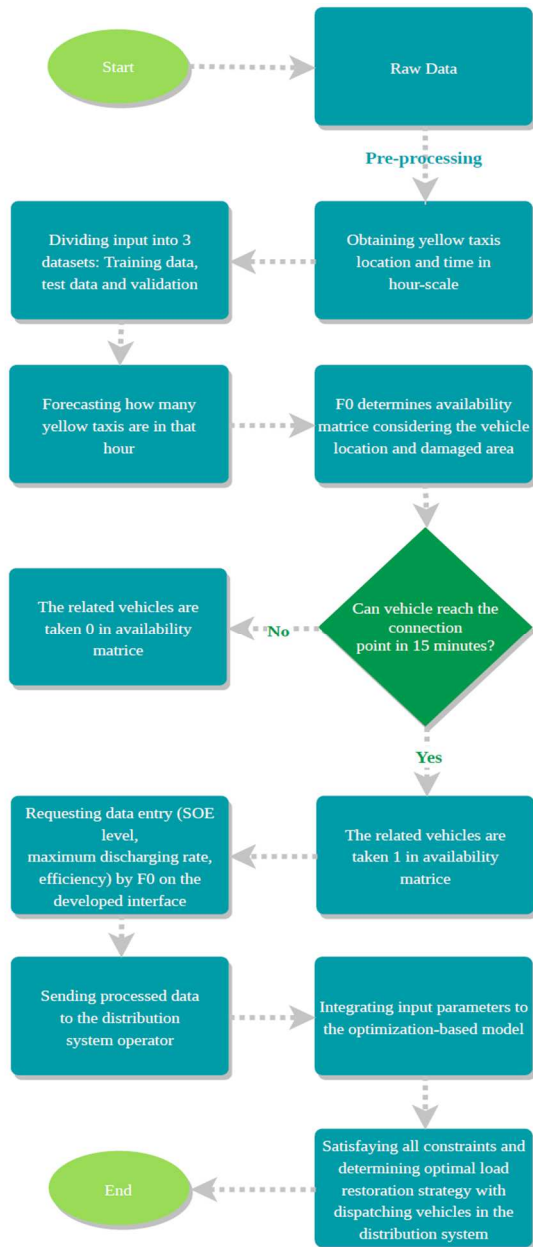 Start
Raw Data
Pre-processing
Obtaining yellow taxis
location and time in
hour-scale
Dividing input into 3
datasets: Training data,
test data and validation
Forecasting how many
yellow taxis are in that
hour
F0 determines availability
matrice considering the vehicle
location and damaged area
Can vehicle reach the
connection
point in 15 minutes?
No
The related vehicles are
taken 0 in availability
matrice
Yes
The related vehicles are
taken 1 in availability
matrice
Requesting data entry (SOE
level,
maximum discharging rate,
efficiency) by F0 on the
developed interface
Sending processed data
to the distribution
system operator
Integrating input parameters to
the optimization-based model
Satisfaying all constraints and
determining optimal load
restoration strategy with
dispatching vehicles in the
distribution system
End